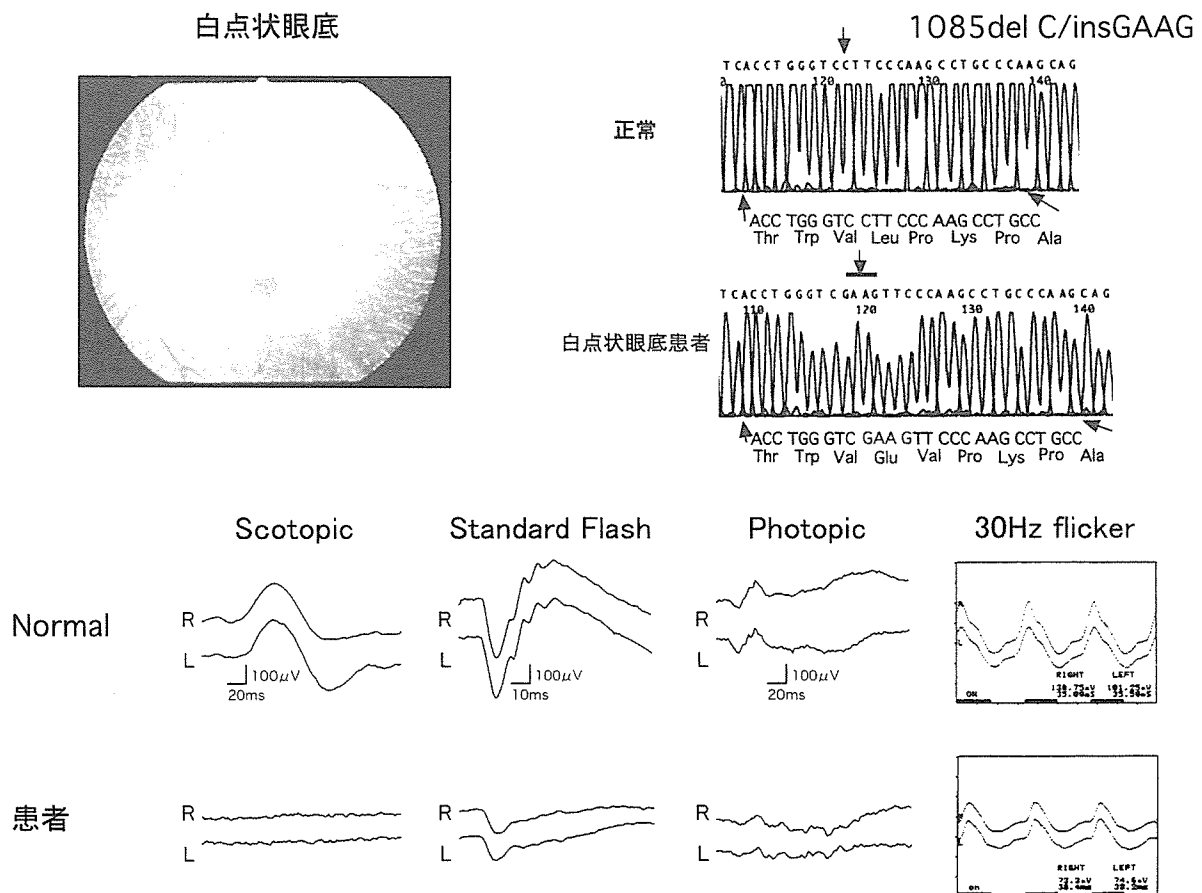 白点状眼底
1085del C/insGAAG
正常
T C A C C T G G G T C C T T C C C A A G C C T G C C C A A G C A G
120 130 140
ACC TGG GTC CTT CCC AAG CCT GCC
Thr Trp Val Leu Pro Lys Pro Ala
白点状眼底患者
T C A C C T G G G T C G A A G T T C C C A A G C C T G C C C A A G C A G
110 120 130 140
ACC TGG GTC GAA GTT CCC AAG CCT GCC
Thr Trp Val Glu Val Pro Lys Pro Ala
Scotopic Standard Flash Photopic 30Hz flicker
Normal
R R R
L L L
100μV 100μV 100μV
20ms 10ms 20ms
RIGHT LEFT
ON
患者
R R R
L L L
RIGHT LEFT
on